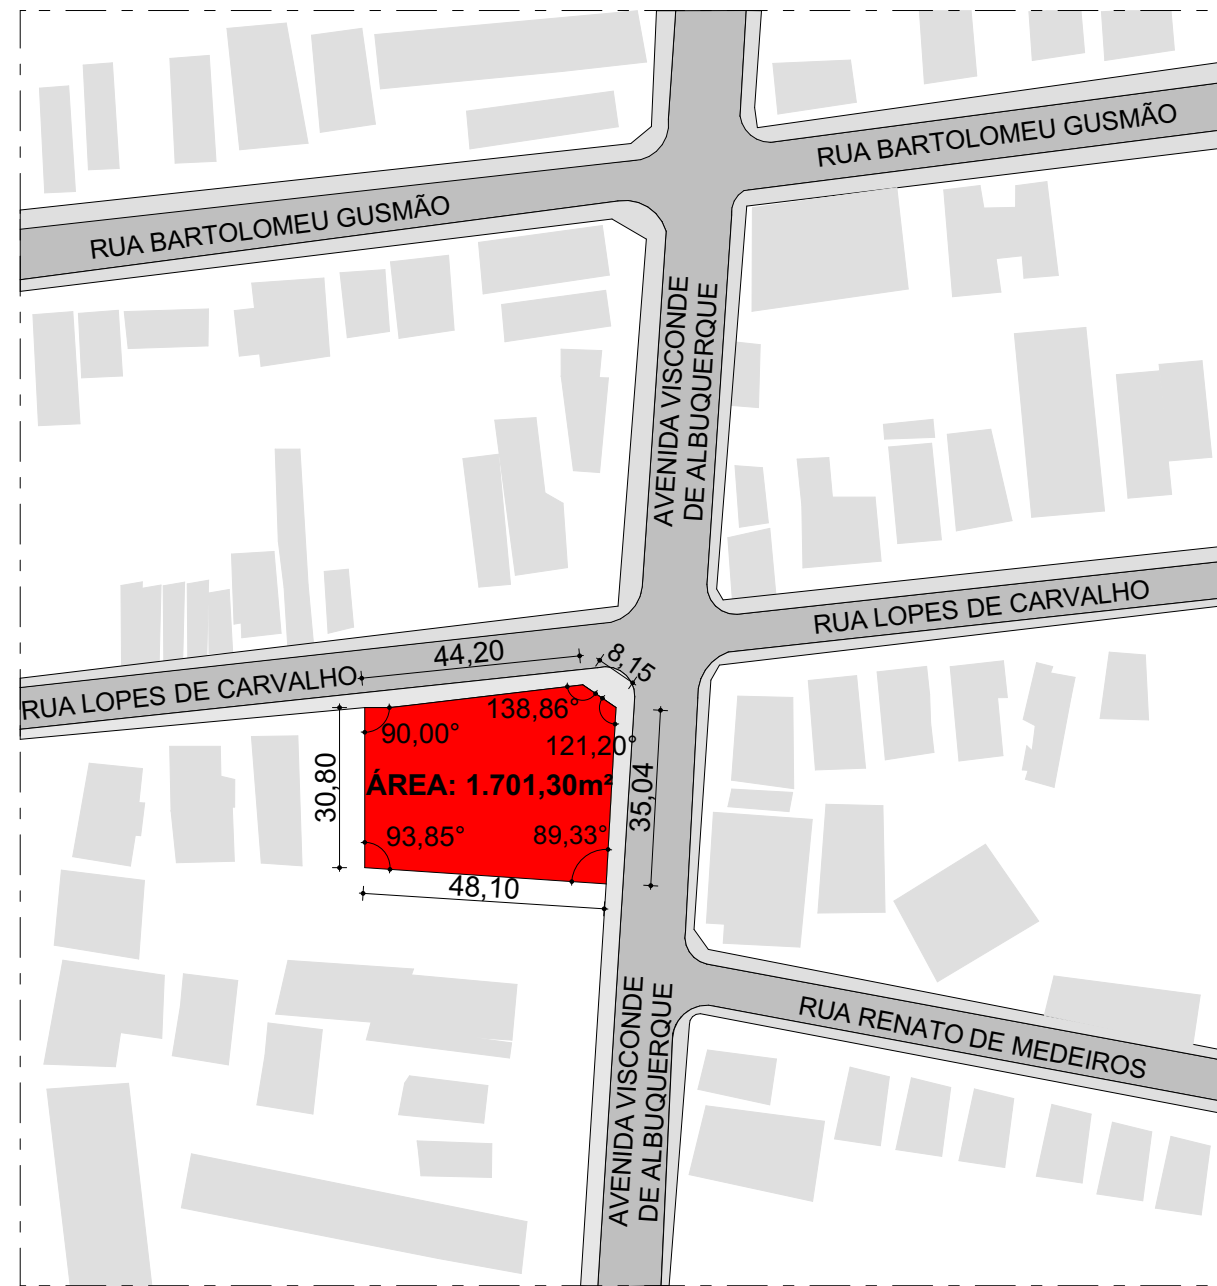 RUA BARTOLOMEU GUSMÃO
RUA BARTOLOMEU GUSMÃO
AVENIDA VISCONDE
DE ALBUQUERQUE
RUA LOPES DE CARVALHO
44,20
8,15
RUA LOPES DE CARVALHO
138,86°
90,00°
121,20°
30,80
ÁREA: 1.701,30m²
35,04
93,85°
89,33°
48,10
AVENIDA VISCONDE
DE ALBUQUERQUE
RUA RENATO DE MEDEIROS